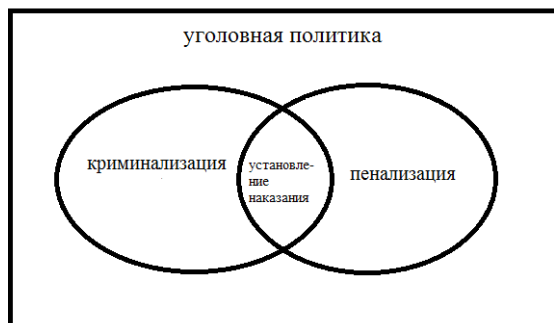 уголовная политика
криминализация
установле-
ние
наказания
пенализация